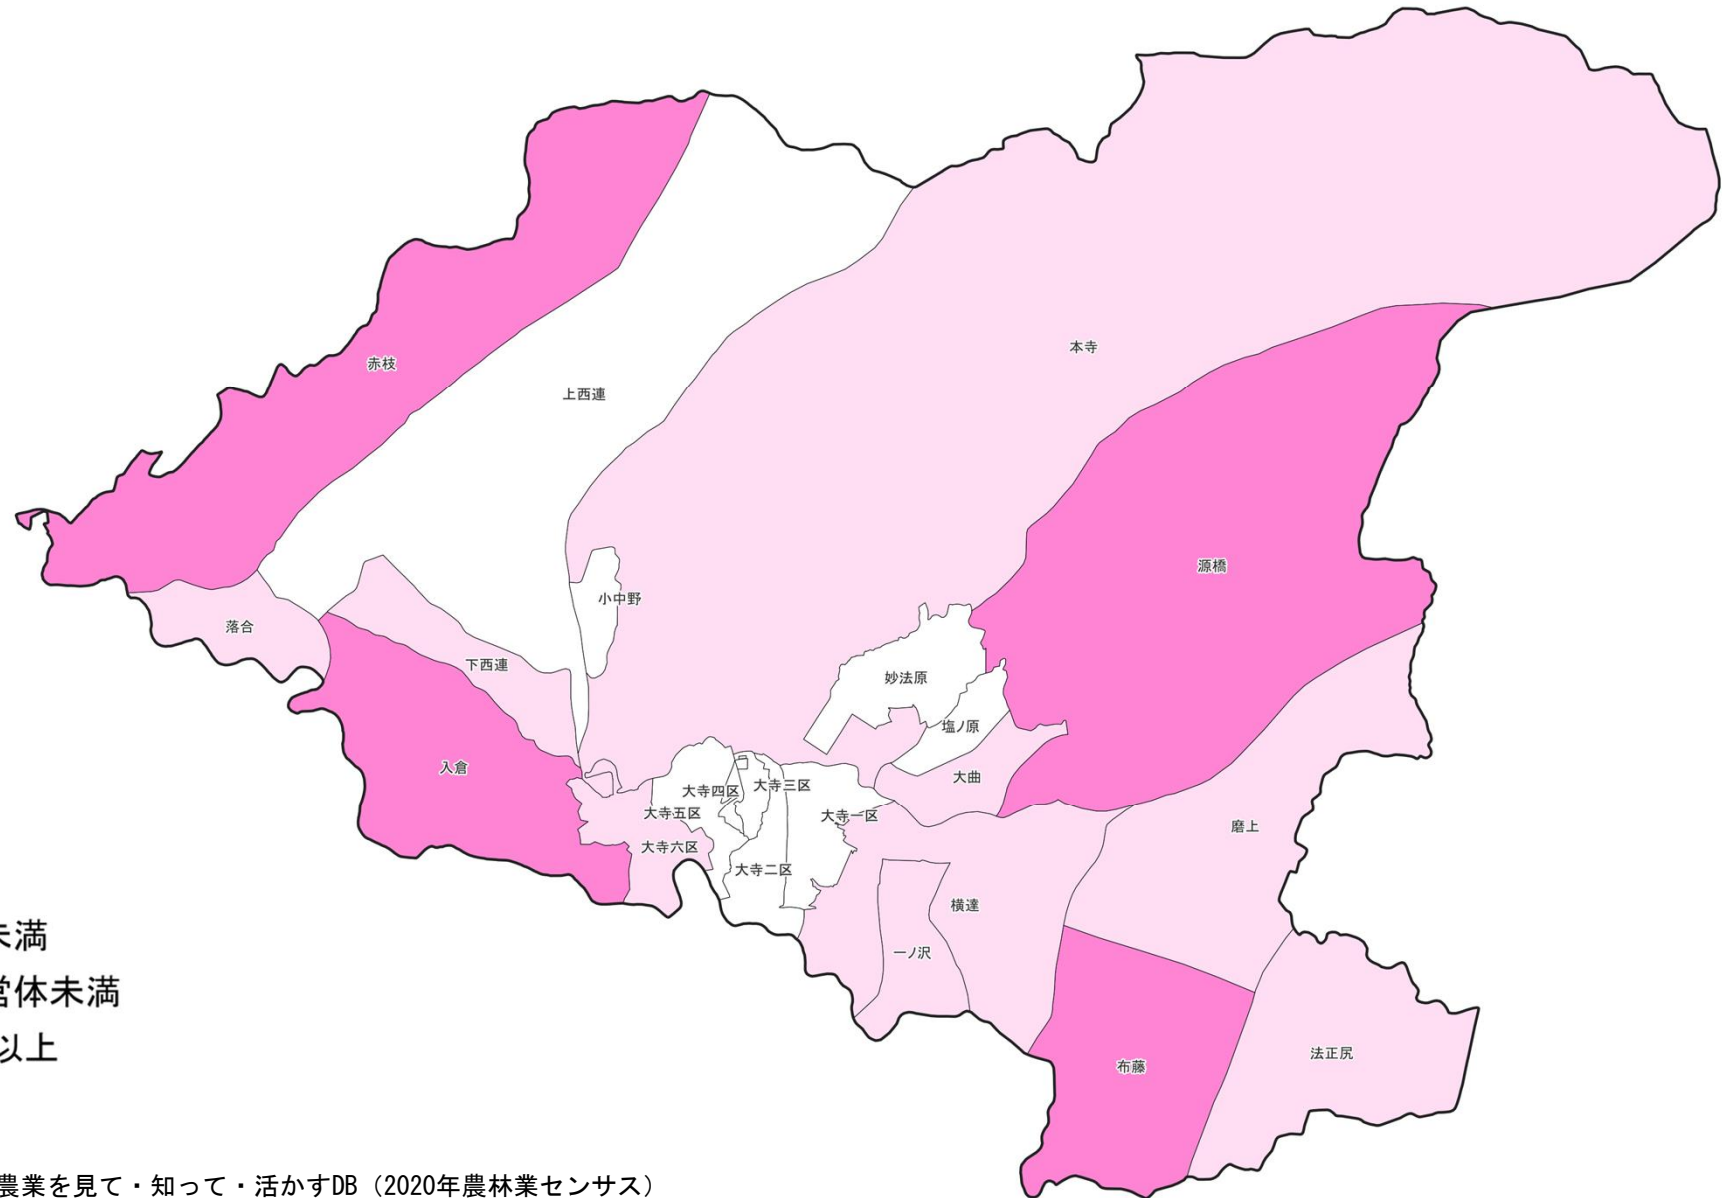 本寺
赤枝
上西連
源橋
小中野
落合
下西連
妙法原
塩ノ原
入倉
大曲
大寺四区
大寺三区
大寺五区
大寺一区
磨上
大寺六区
大寺二区
横達
一ノ沢
未満
営体未満
以上
法正尻
布藤
農業を見て・知って・活かすDB（2020年農林業センサス）